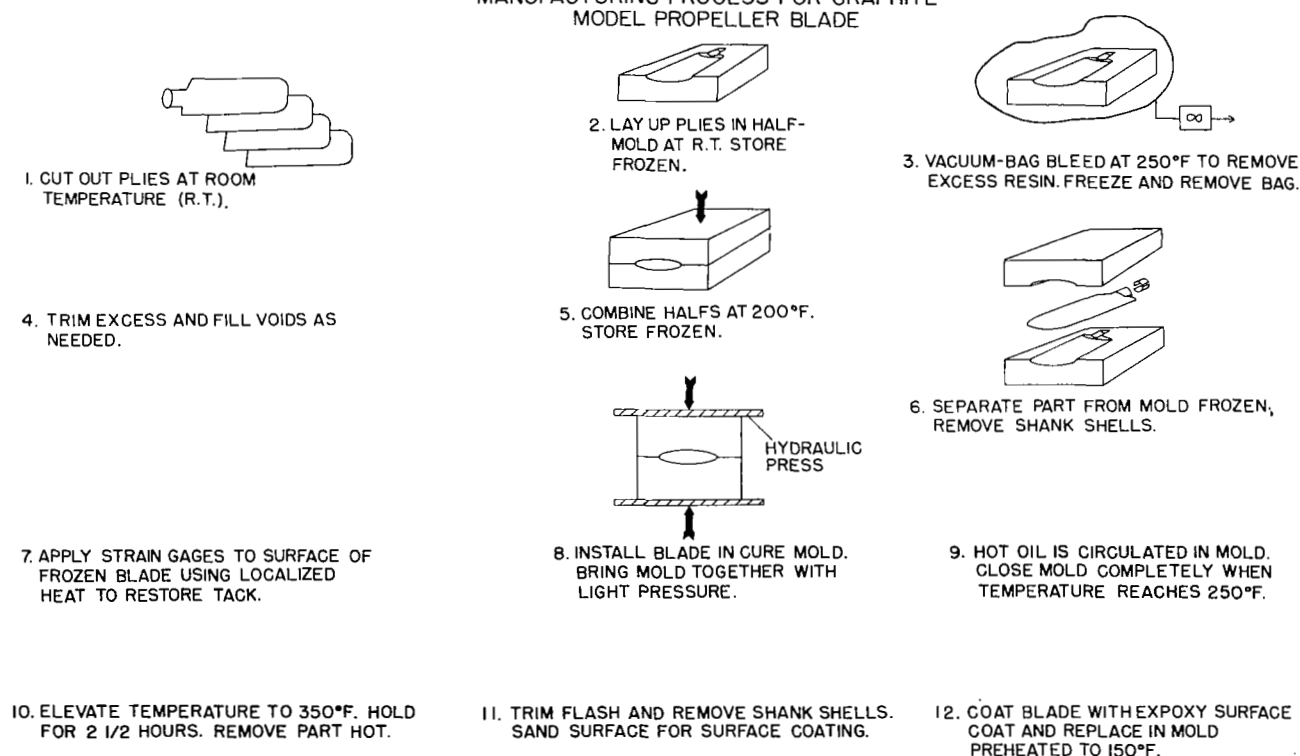 MANUFACTURING PROCESS FOR GRAPHITE
MODEL PROPELLER BLADE
1. CUT OUT PLIES AT ROOM
TEMPERATURE (R.T.).
2. LAY UP PLIES IN HALF-
MOLD AT R.T. STORE
FROZEN.
∞
3. VACUUM-BAG BLEED AT 250°F TO REMOVE
EXCESS RESIN. FREEZE AND REMOVE BAG.
4. TRIM EXCESS AND FILL VOIDS AS
NEEDED.
5. COMBINE HALFS AT 200°F.
STORE FROZEN.
6. SEPARATE PART FROM MOLD FROZEN,
REMOVE SHANK SHELLS.
7. APPLY STRAIN GAGES TO SURFACE OF
FROZEN BLADE USING LOCALIZED
HEAT TO RESTORE TACK.
HYDRAULIC
PRESS
8. INSTALL BLADE IN CURE MOLD.
BRING MOLD TOGETHER WITH
LIGHT PRESSURE.
9. HOT OIL IS CIRCULATED IN MOLD.
CLOSE MOLD COMPLETELY WHEN
TEMPERATURE REACHES 250°F.
10. ELEVATE TEMPERATURE TO 350°F. HOLD
FOR 2 1/2 HOURS. REMOVE PART HOT.
11. TRIM FLASH AND REMOVE SHANK SHELLS.
SAND SURFACE FOR SURFACE COATING.
12. COAT BLADE WITH EXPOXY SURFACE
COAT AND REPLACE IN MOLD
PREHEATED TO 150°F.